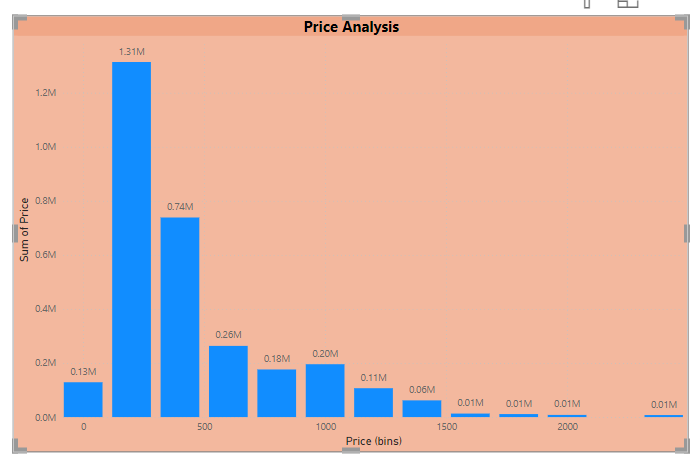 Price Analysis
1.31M
1.2M
1.0M
0.8M
0.74M
0.6M
0.4M
0.26M
0.2M
0.20M
0.18M
0.13M
0.11M
0.06M
0.01M
0.01M
0.01M
0.01M
0.0M
Sum of Price
0
500
1000
1500
2000
Price (bins)